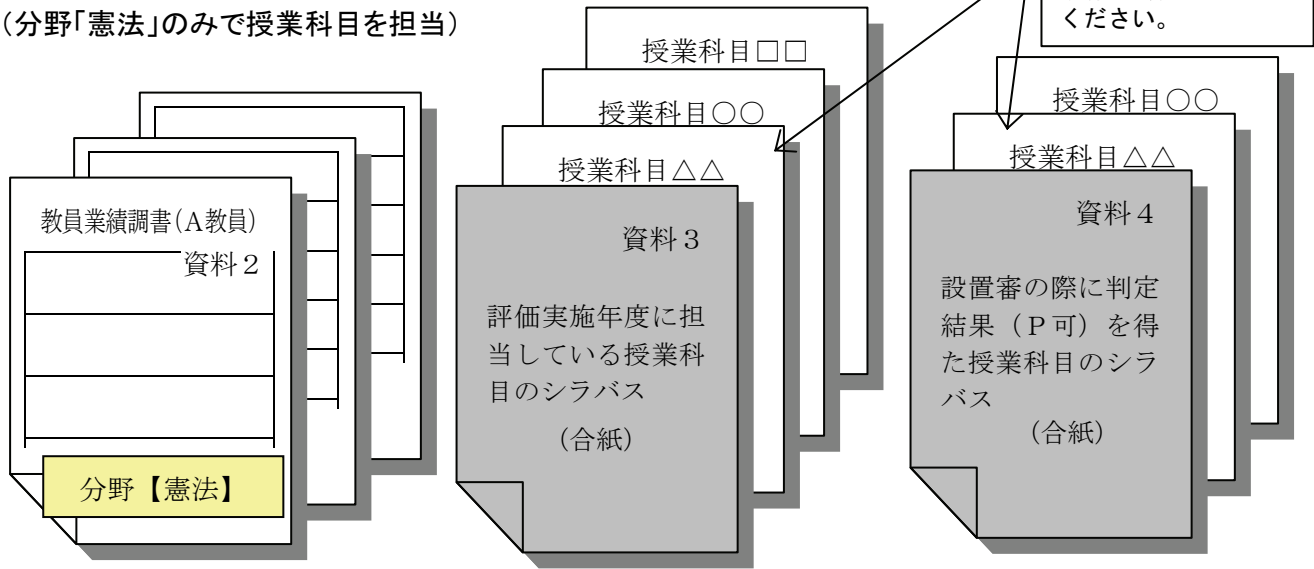 （分野「憲法」のみで授業科目を担当）
ください。
教員業績調書（Ａ教員）
資料２
分野【憲法】
授業科目□□
授業科目○○
授業科目△△
資料３
評価実施年度に担
当している授業科
目のシラバス
（合紙）
授業科目○○
授業科目△△
資料４
設置審の際に判定
結果（Ｐ可）を得
た授業科目のシラ
バス
（合紙）